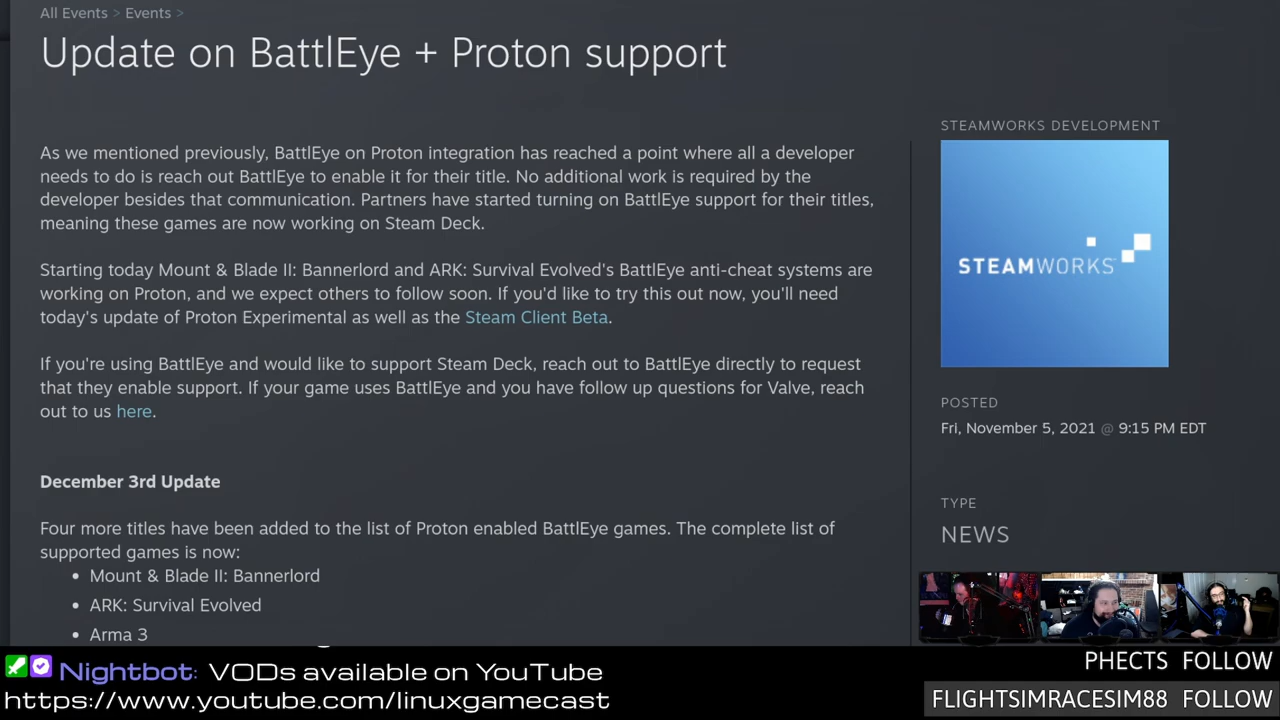 All Events > Events >
Update on BattlEye + Proton support
As we mentioned previously, BattlEye on Proton integration has reached a point where all a developer
needs to do is reach out BattlEye to enable it for their title. No additional work is required by the
developer besides that communication. Partners have started turning on BattlEye support for their titles,
meaning these games are now working on Steam Deck.
Starting today Mount & Blade II: Bannerlord and ARK: Survival Evolved's BattlEye anti-cheat systems are
working on Proton, and we expect others to follow soon. If you'd like to try this out now, you'll need
today's update of Proton Experimental as well as the Steam Client Beta.
If you're using BattlEye and would like to support Steam Deck, reach out to BattlEye directly to request
that they enable support. If your game uses BattlEye and you have follow up questions for Valve, reach
out to us here.
December 3rd Update
Four more titles have been added to the list of Proton enabled BattlEye games. The complete list of
supported games is now:
• Mount & Blade II: Bannerlord
• ARK: Survival Evolved
• Arma 3
STEAMWORKS DEVELOPMENT
STEAMWORKS
POSTED
Fri, November 5, 2021 @ 9:15 PM EDT
TYPE
NEWS
Nightbot: VODs available on YouTube
https://www.youtube.com/linuxgamecast
PHECTS FOLLOW
FLIGHTSIMRACESIM88 FOLLOW